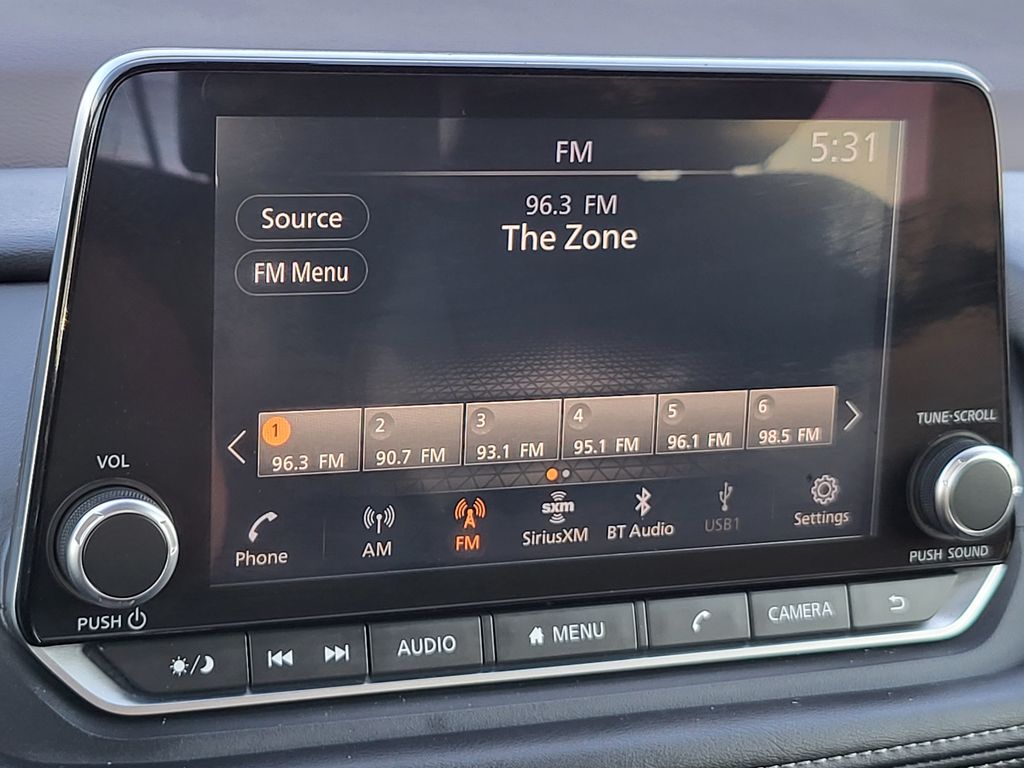 FM
5:31
Source
96.3 FM
The Zone
FM Menu
1
96.3 FM
2
90.7 FM
3
93.1 FM
4
95.1 FM
5
96.1 FM
6
98.5 FM
VOL
TUNE·SCROLL
Phone
AM
FM
sxm
SiriusXM
BT Audio
USB1
Settings
PUSH
PUSH SOUND
AUDIO
MENU
CAMERA